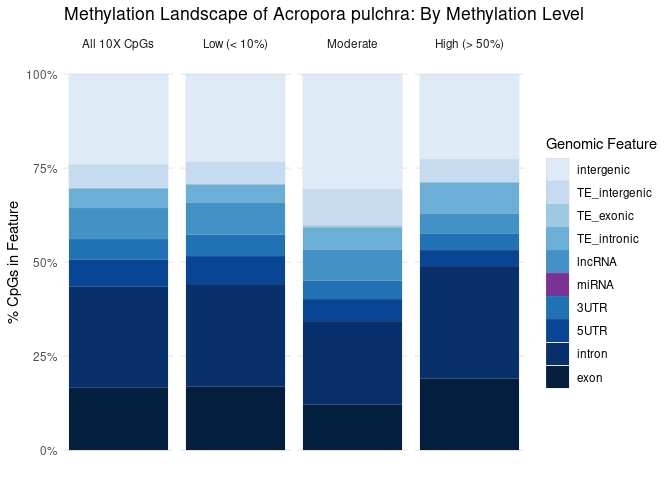 Methylation Landscape of Acropora pulchra: By Methylation Level
All 10X CpGs
Low (< 10%)
Moderate
High (> 50%)
% CpGs in Feature
100%
75%
50%
25%
0%
Genomic Feature
intergenic
TE_intergenic
TE_exonic
TE_intronic
lncRNA
miRNA
3UTR
5UTR
intron
exon